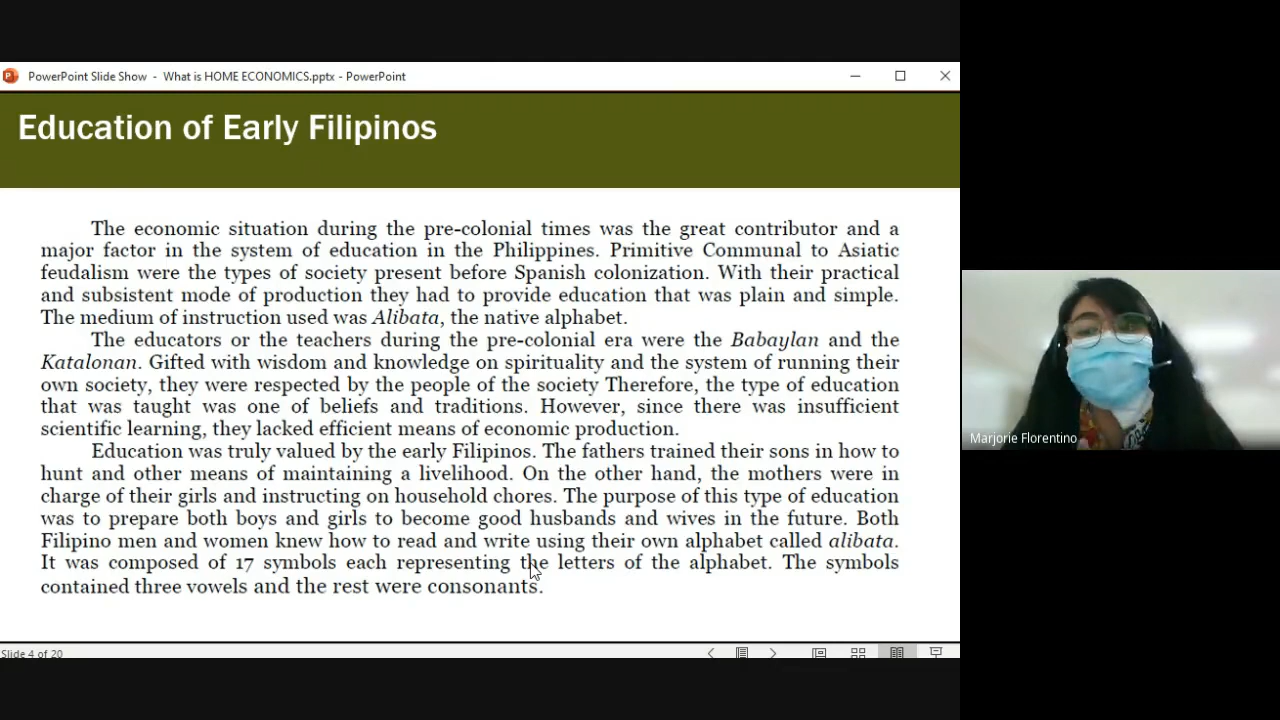 PowerPoint Slide Show - What is HOME ECONOMICS.pptx - PowerPoint
Education of Early Filipinos
The economic situation during the pre-colonial times was the great contributor and a
major factor in the system of education in the Philippines. Primitive Communal to Asiatic
feudalism were the types of society present before Spanish colonization. With their practical
and subsistent mode of production they had to provide education that was plain and simple.
The medium of instruction used was Alibata, the native alphabet.
The educators or the teachers during the pre-colonial era were the Babaylan and the
Katalonan. Gifted with wisdom and knowledge on spirituality and the system of running their
own society, they were respected by the people of the society Therefore, the type of education
that was taught was one of beliefs and traditions. However, since there was insufficient
scientific learning, they lacked efficient means of economic production.
Education was truly valued by the early Filipinos. The fathers trained their sons in how to
hunt and other means of maintaining a livelihood. On the other hand, the mothers were in
charge of their girls and instructing on household chores. The purpose of this type of education
was to prepare both boys and girls to become good husbands and wives in the future. Both
Filipino men and women knew how to read and write using their own alphabet called alibata.
It was composed of 17 symbols each representing the letters of the alphabet. The symbols
contained three vowels and the rest were consonants.
Slide 4 of 20
Marjorie Florentino